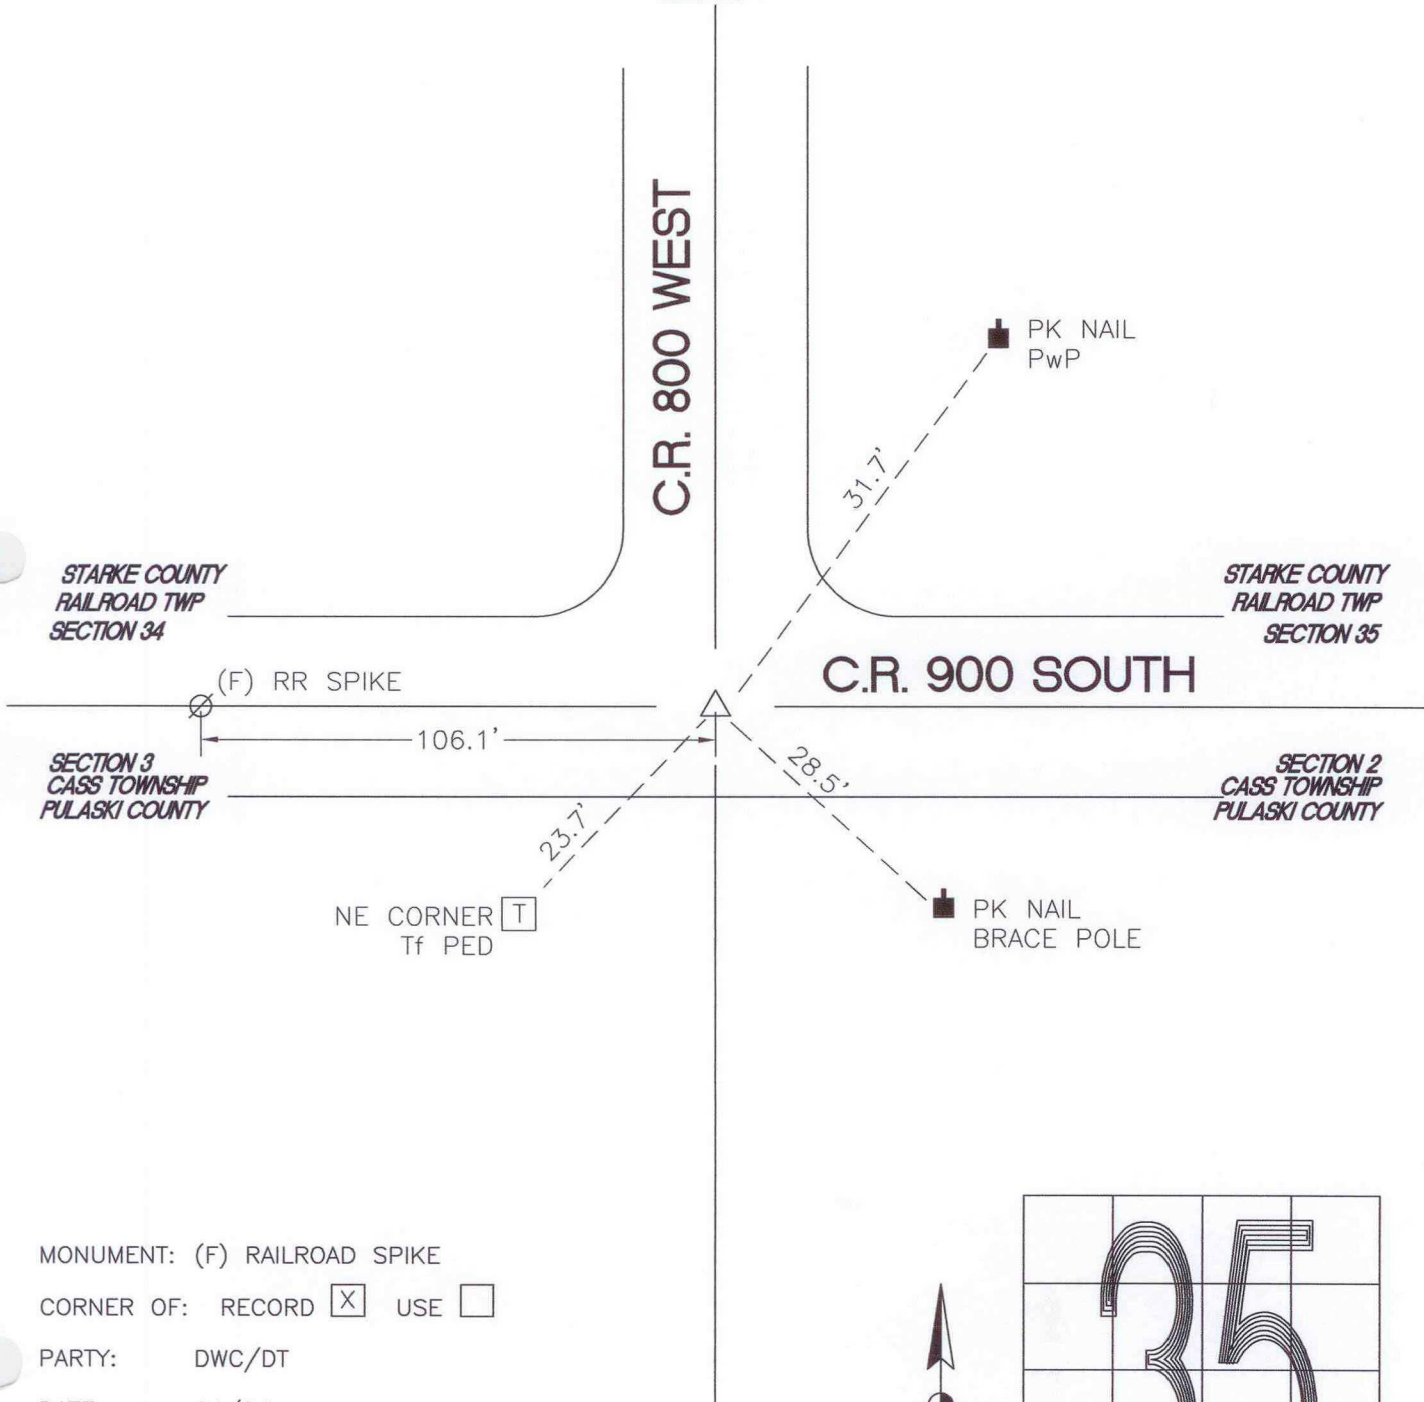 C.R. 800 WEST
PK NAIL
PwP
31.7'
STARKE COUNTY
RAILROAD TWP
SECTION 34
STARKE COUNTY
RAILROAD TWP
SECTION 35
C.R. 900 SOUTH
(F) RR SPIKE
106.1'
28.5'
SECTION 3
CASS TOWNSHIP
PULASKI COUNTY
SECTION 2
CASS TOWNSHIP
PULASKI COUNTY
23.7'
NE CORNER T
Tf PED
PK NAIL
BRACE POLE
MONUMENT: (F) RAILROAD SPIKE
CORNER OF: RECORD X USE
PARTY: DWC/DT
35